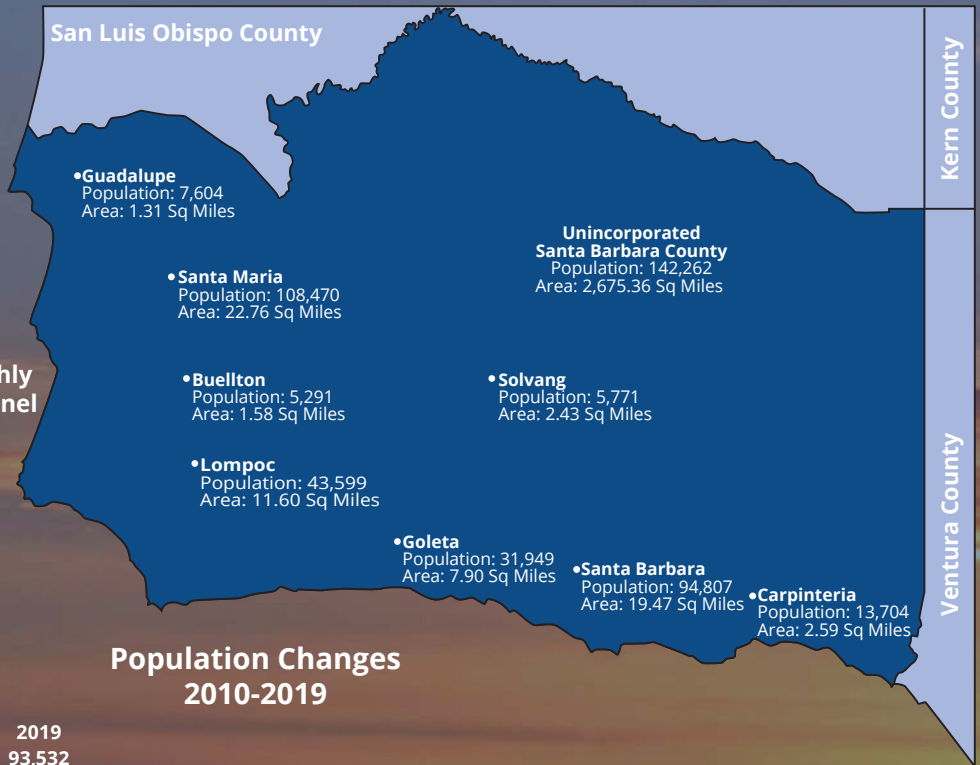 San Luis Obispo County
Kern County
Guadalupe
Population: 7,604
Area: 1.31 Sq Miles
Unincorporated
Santa Barbara County
Population: 142,262
Area: 2,675.36 Sq Miles
Santa Maria
Population: 108,470
Area: 22.76 Sq Miles
Buellton
Population: 5,291
Area: 1.58 Sq Miles
Solvang
Population: 5,771
Area: 2.43 Sq Miles
Lompoc
Population: 43,599
Area: 11.60 Sq Miles
Goleta
Population: 31,949
Area: 7.90 Sq Miles
Santa Barbara
Population: 94,807
Area: 19.47 Sq Miles
Carpinteria
Population: 13,704
Area: 2.59 Sq Miles
Ventura County
Population Changes
2010-2019
2019
93,532